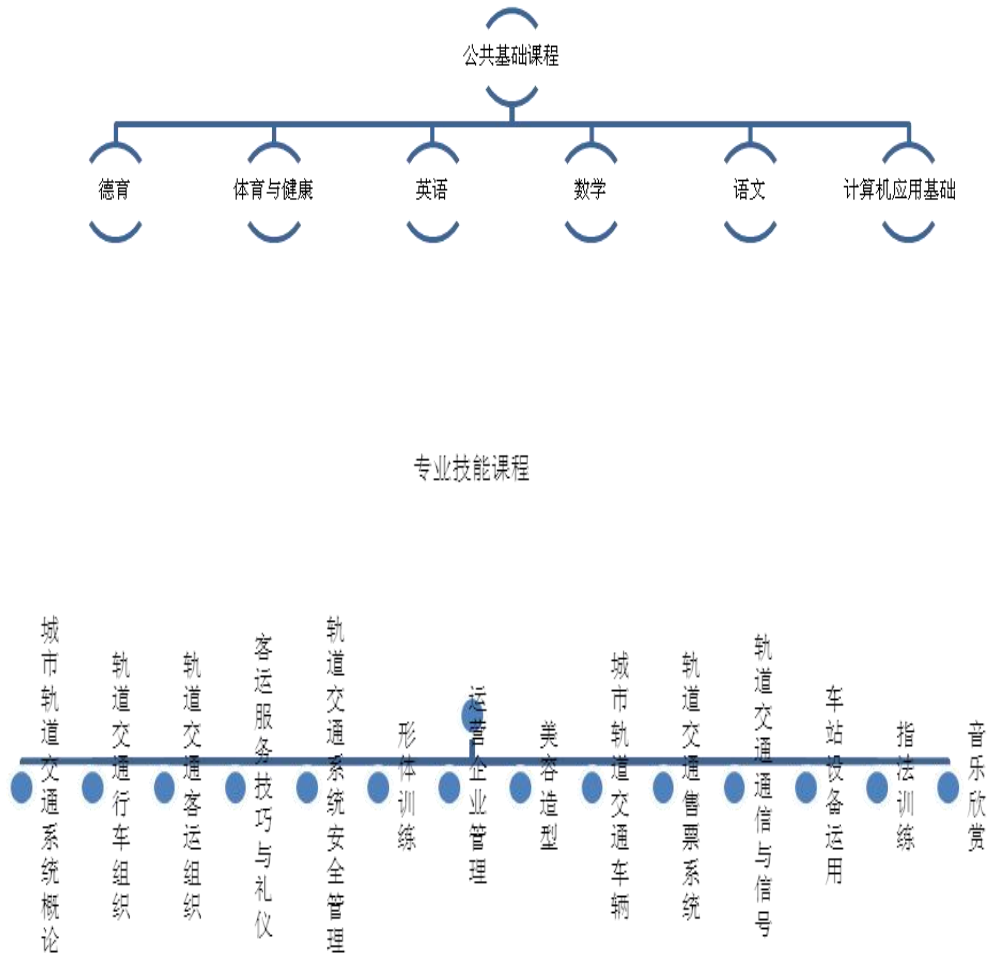 公共基础课程
德育
体育与健康
英语
数学
语文
计算机应用基础
专业技能课程
城市轨道交通系统概论
轨道交通行车组织
轨道交通客运组织
客运服务技巧与礼仪
轨道交通系统安全管理
形体训练
运营企业管理
美容造型
城市轨道交通车辆
轨道交通售票系统
轨道交通通信与信号
车站设备运用
指法训练
音乐欣赏